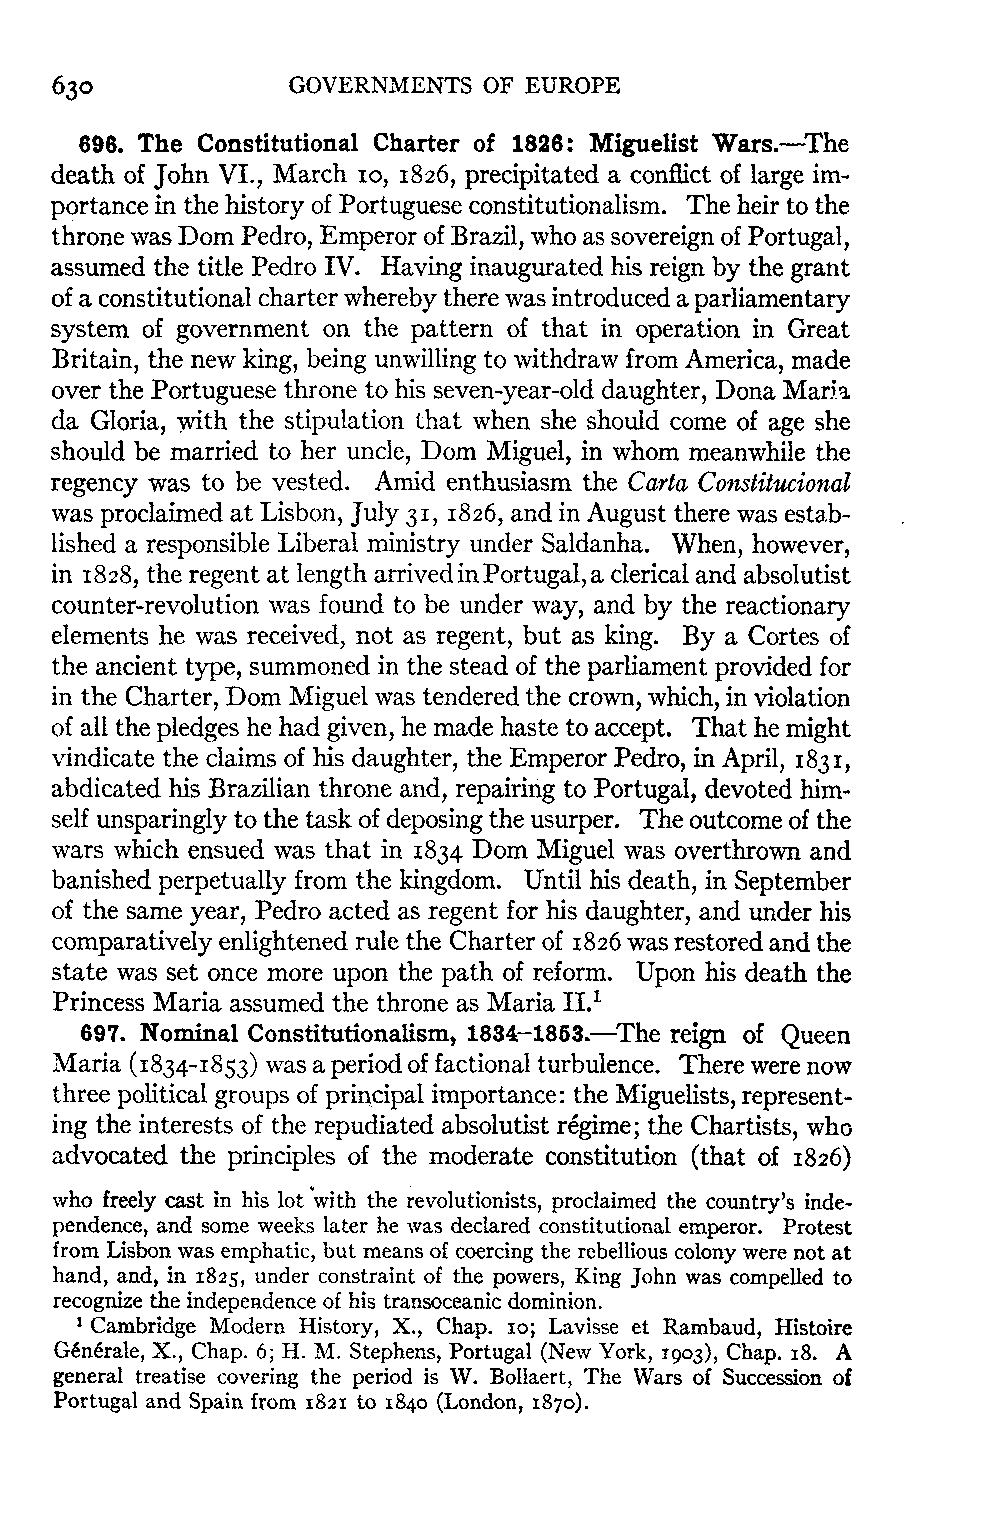 630 GOVERNMENTS OF EUROPE
696. The Constitutional Charter of 1826: Miguelist Wars.—The
death of John VI., March 10, 1826, precipitated a conflict of large im-
portance in the history of Portuguese constitutionalism. The heir to the
throne was Dom Pedro, Emperor of Brazil, who as sovereign of Portugal,
assumed the title Pedro IV. Having inaugurated his reign by the grant
of a constitutional charter whereby there was introduced a parliamentary
system of government on the pattern of that in operation in Great
Britain, the new king, being unwilling to withdraw from America, made
over the Portuguese throne to his seven-year-old daughter, Dona Maria
da Gloria, with the stipulation that when she should come of age she
should be married to her uncle, Dom Miguel, in whom meanwhile the
regency was to be vested. Amid enthusiasm the Carta Constitucional
was proclaimed at Lisbon, July 31, 1826, and in August there was estab-
lished a responsible Liberal ministry under Saldanha. When, however,
in 1828, the regent at length arrived in Portugal, a clerical and absolutist
counter-revolution was found to be under way, and by the reactionary
elements he was received, not as regent, but as king. By a Cortes of
the ancient type, summoned in the stead of the parliament provided for
in the Charter, Dom Miguel was tendered the crown, which, in violation
of all the pledges he had given, he made haste to accept. That he might
vindicate the claims of his daughter, the Emperor Pedro, in April, 1831,
abdicated his Brazilian throne and, repairing to Portugal, devoted him-
self unsparingly to the task of deposing the usurper. The outcome of the
wars which ensued was that in 1834 Dom Miguel was overthrown and
banished perpetually from the kingdom. Until his death, in September
of the same year, Pedro acted as regent for his daughter, and under his
comparatively enlightened rule the Charter of 1826 was restored and the
state was set once more upon the path of reform. Upon his death the
Princess Maria assumed the throne as Maria II.¹
697. Nominal Constitutionalism, 1834–1853.—The reign of Queen
Maria (1834-1853) was a period of factional turbulence. There were now
three political groups of principal importance: the Miguelists, represent-
ing the interests of the repudiated absolutist régime; the Chartists, who
advocated the principles of the moderate constitution (that of 1826)
who freely cast in his lot with the revolutionists, proclaimed the country's inde-
pendence, and some weeks later he was declared constitutional emperor. Protest
from Lisbon was emphatic, but means of coercing the rebellious colony were not at
hand, and, in 1825, under constraint of the powers, King John was compelled to
recognize the independence of his transoceanic dominion.
¹ Cambridge Modern History, X., Chap. 10; Lavisse et Rambaud, Histoire
Générale, X., Chap. 6; H. M. Stephens, Portugal (New York, 1903), Chap. 18. A
general treatise covering the period is W. Bollaert, The Wars of Succession of
Portugal and Spain from 1821 to 1840 (London, 1870).